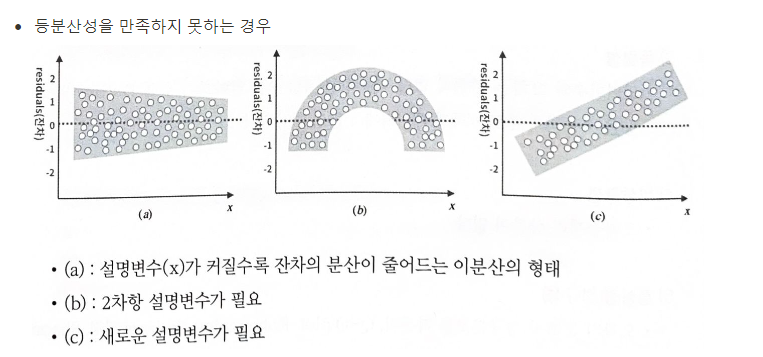 • 등분산성을 만족하지 못하는 경우
residuals(잔차)
2
1
0
-1
-2
x
(a)
residuals(잔차)
2
1
0
-1
-2
x
(b)
residuals(잔차)
2
1
0
-1
-2
x
(c)
• (a) : 설명변수(x)가 커질수록 잔차의 분산이 줄어드는 이분산의 형태
• (b) : 2차항 설명변수가 필요
• (c) : 새로운 설명변수가 필요